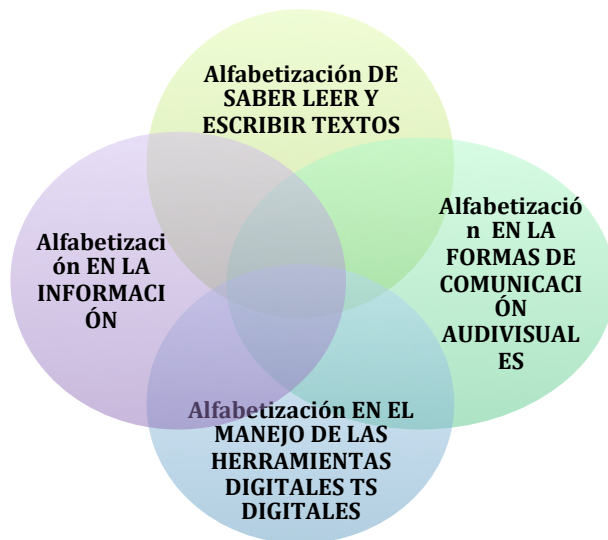 Alfabetización DE
SABER LEER Y
ESCRIBIR TEXTOS
Alfabetizaci
ón EN LA
INFORMACI
ÓN
Alfabetizació
n EN LA
FORMAS DE
COMUNICACI
ÓN
AUDIVISUAL
ES
Alfabetización EN EL
MANEJO DE LAS
HERRAMIENTAS
DIGITALES TS
DIGITALES